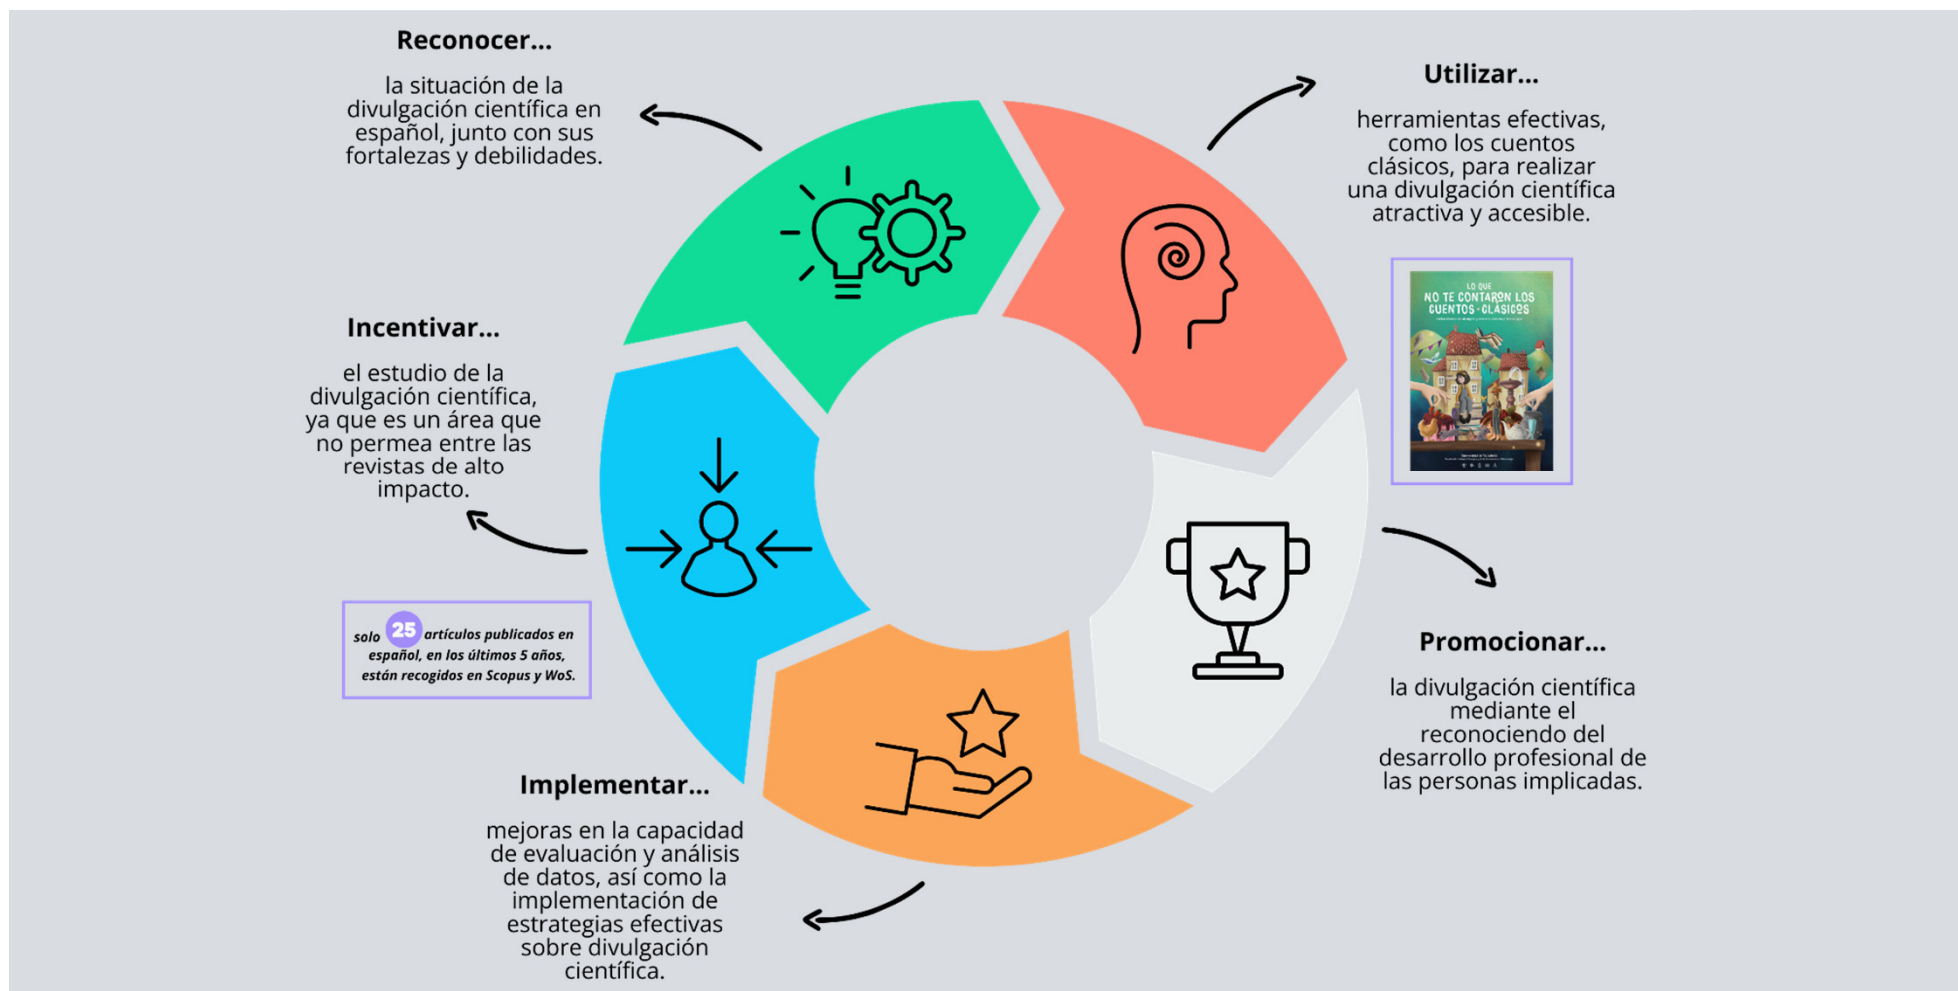 Reconocer...
la situación de la
divulgación científica en
español, junto con sus
fortalezas y debilidades.
Utilizar...
herramientas efectivas,
como los cuentos
clásicos, para realizar
una divulgación científica
atractiva y accesible.
LO QUE
NO TE CONTARON LOS
CUENTOS CLÁSICOS
Promocionar...
la divulgación científica
mediante el
reconociendo del
desarrollo profesional de
las personas implicadas.
Implementar...
mejoras en la capacidad
de evaluación y análisis
de datos, así como la
implementación de
estrategias efectivas
sobre divulgación
científica.
Incentivar...
el estudio de la
divulgación científica,
ya que es un área que
no permea entre las
revistas de alto
impacto.
solo 25 artículos publicados en
español, en los últimos 5 años,
están recogidos en Scopus y WoS.